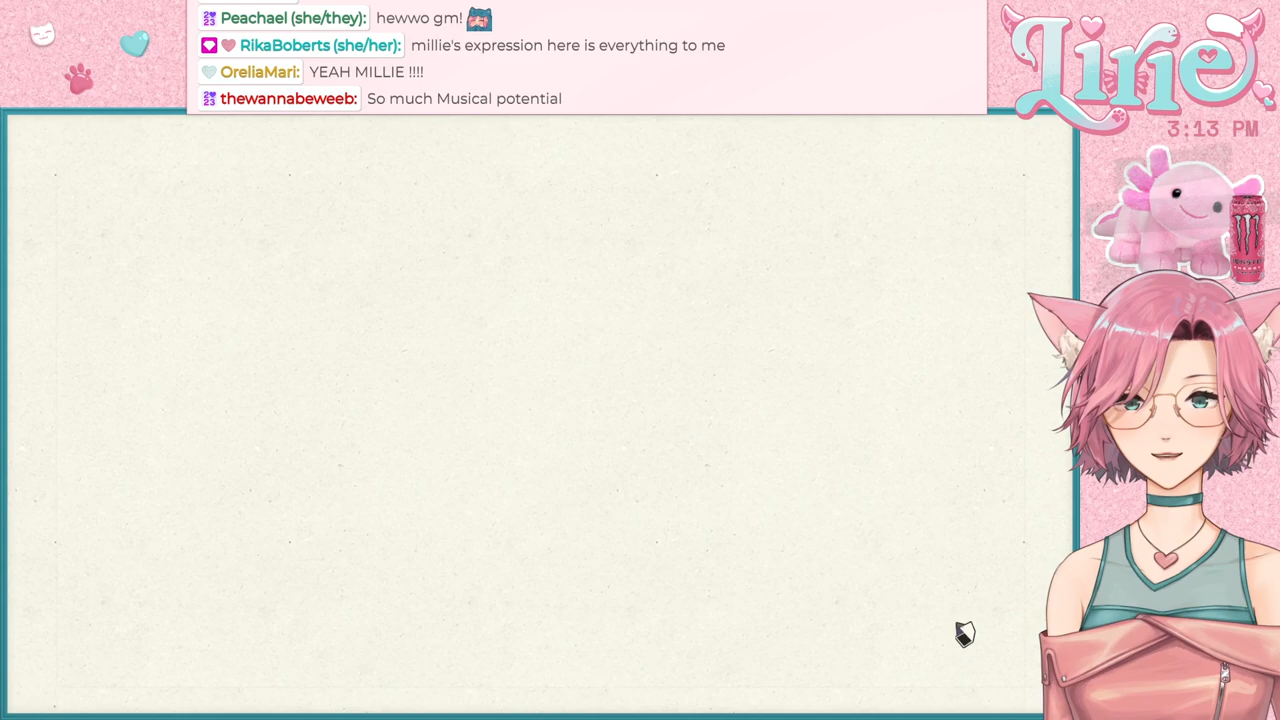 Peachael (she/they): hewwo gm!
RikaBoberts (she/her): millie's expression here is everything to me
OreliaMari: YEAH MILLIE !!!!
thewannabeweeb: So much Musical potential
Lirie
3:13 PM